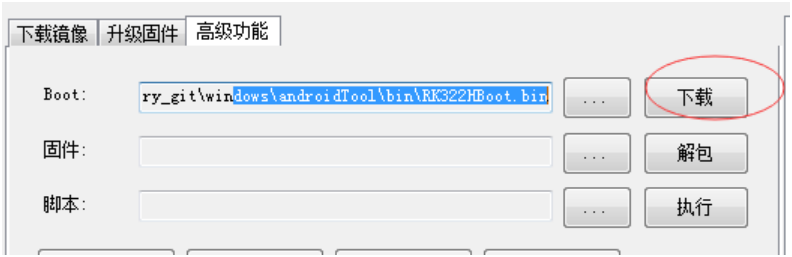 下载镜像 升级固件 高级功能
Boot: ry_git\windows\androidTool\bin\RK322HBoot.bin ... 下载
固件: ... 解包
脚本: ... 执行